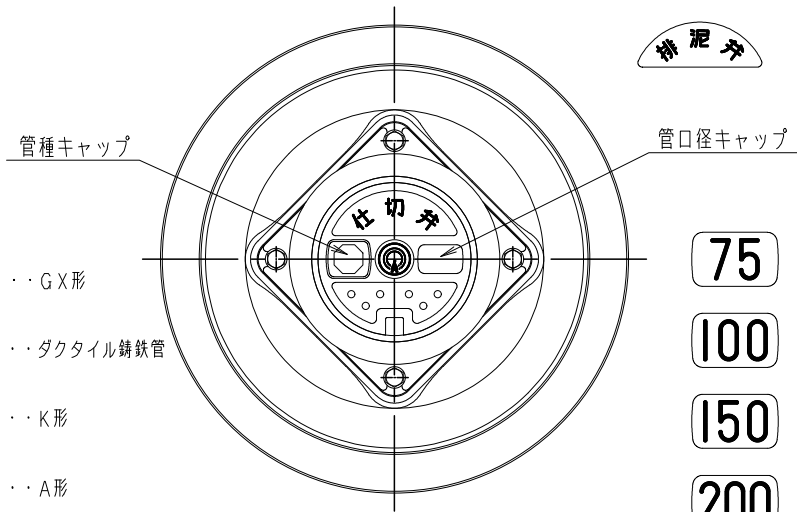 排泥弁
管種キャップ
管口径キャップ
仕切弁
75
・・GX形
100
・・ダクタイル鋳鉄管
150
・・K形
200
・・A形